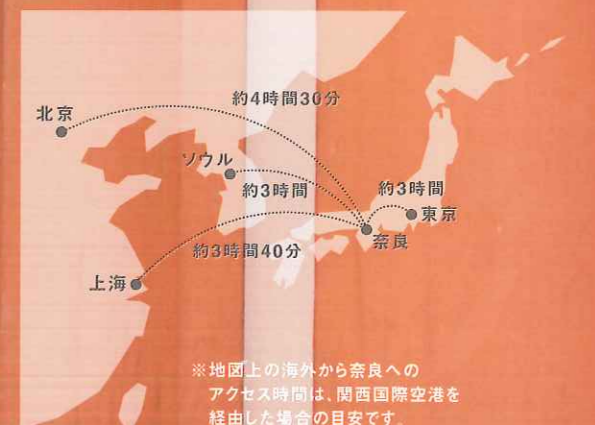 約4時間30分
北京
ソウル
約3時間
約3時間
東京
奈良
約3時間40分
上海
※地図上の海外から奈良への
アクセス時間は、関西国際空港を
経由した場合の目安です。